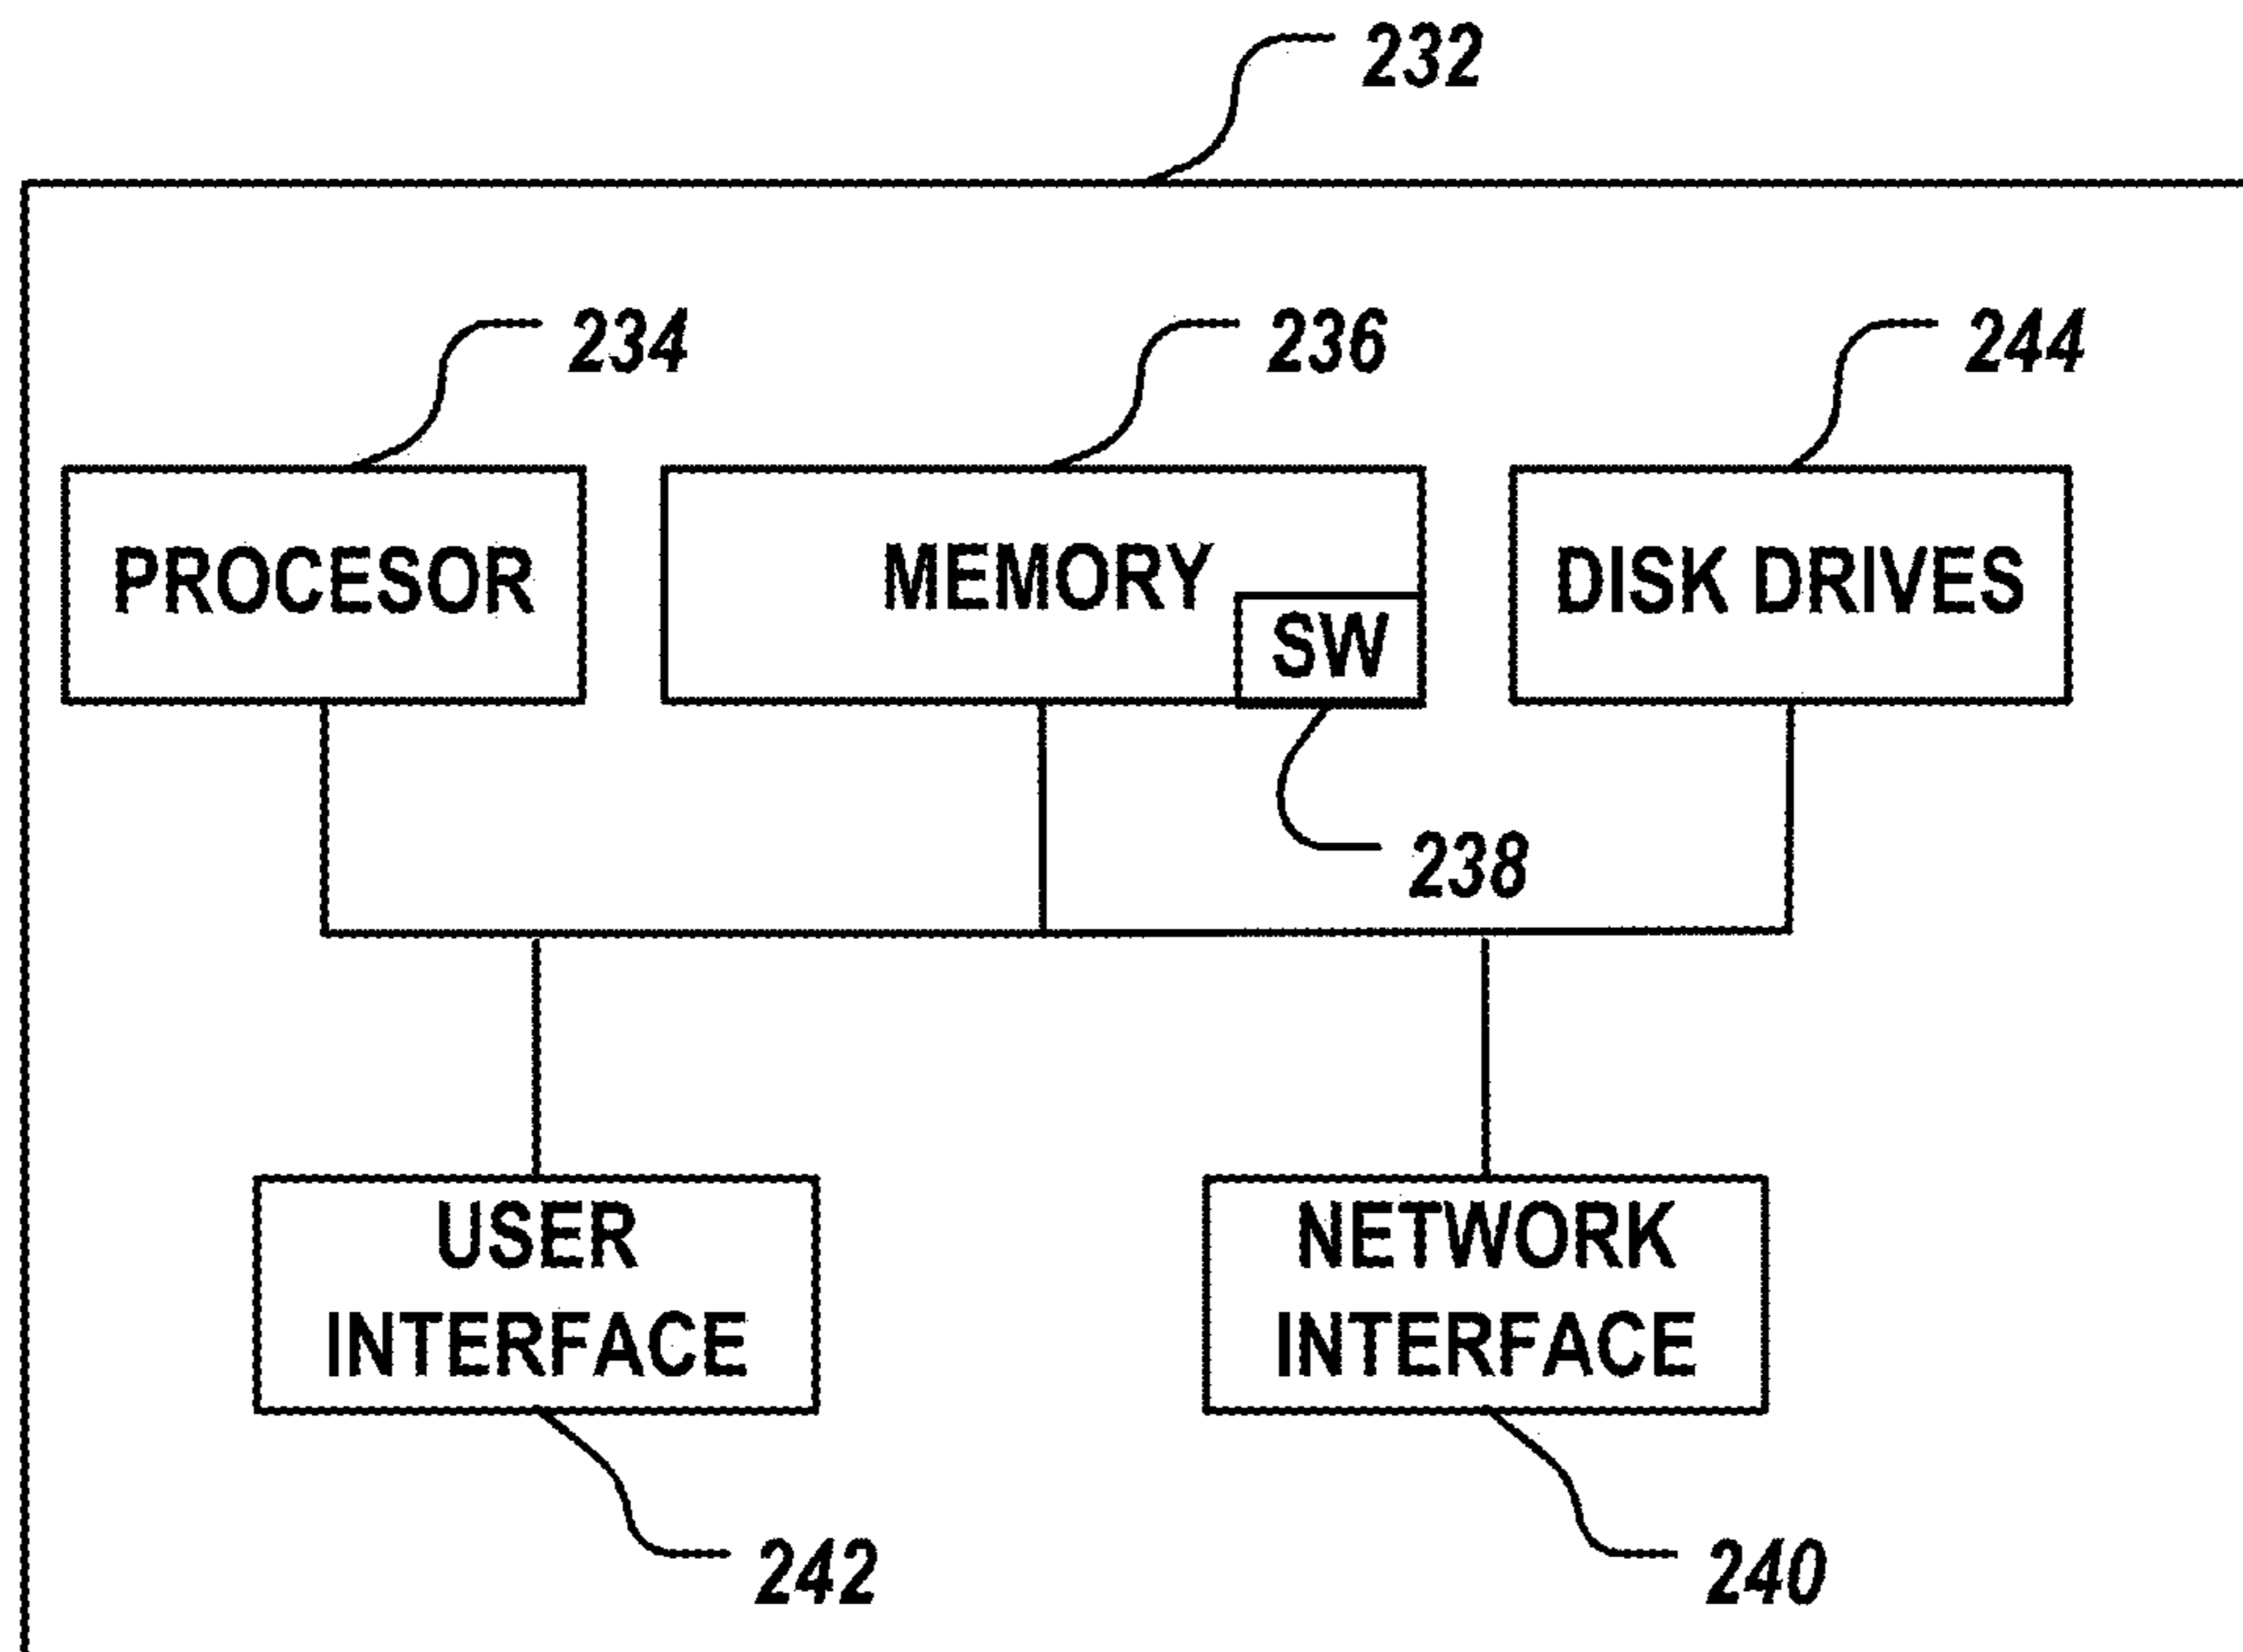 232
234
236
244
PROCESOR
MEMORY
DISK DRIVES
SW
238
USER
INTERFACE
NETWORK
INTERFACE
242
240